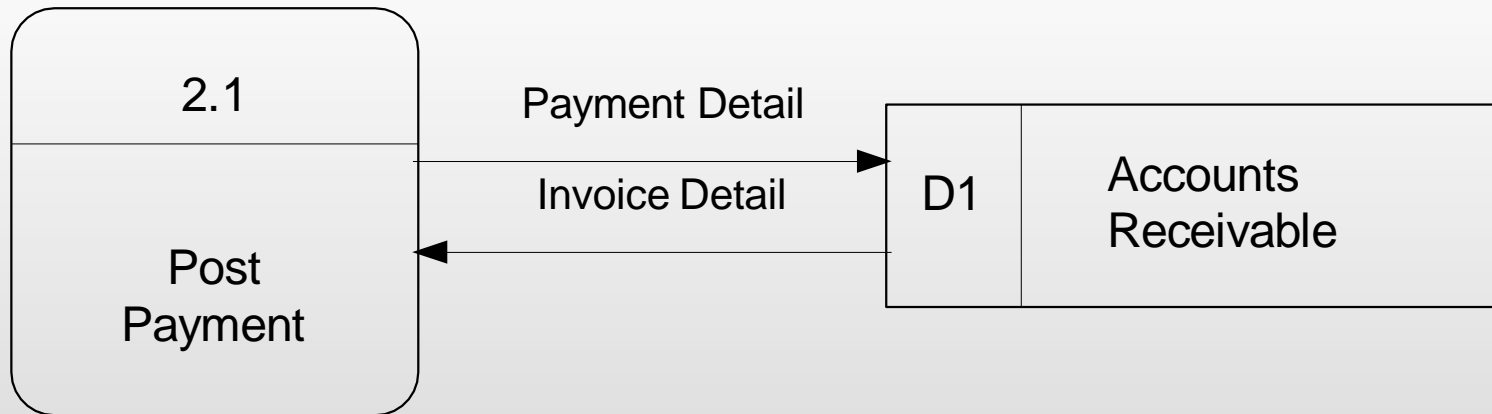 2.1
Post
Payment
Payment Detail
Invoice Detail
D1
Accounts
Receivable